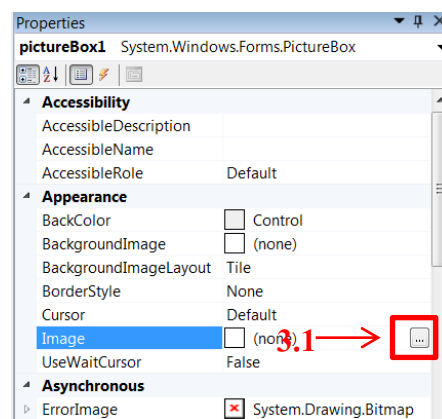 Properties
pictureBox1 System.Windows.Forms.PictureBox
Accessibility
AccessibleDescription
AccessibleName
AccessibleRole Default
Appearance
BackColor Control
BackgroundImage (none)
BackgroundImageLayout Tile
BorderStyle None
Cursor Default
Image (none) 3.1 ...
UseWaitCursor False
Asynchronous
ErrorImage System.Drawing.Bitmap